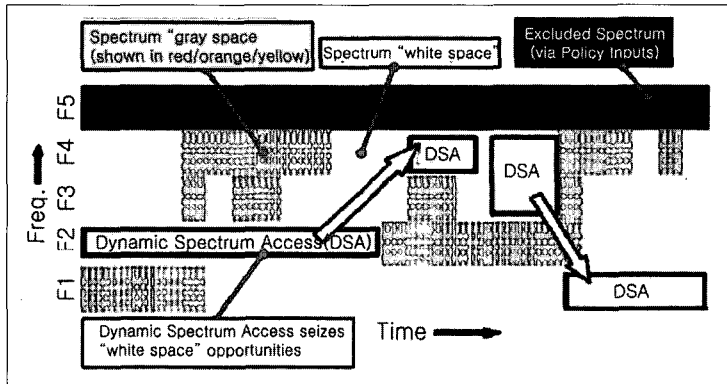 Spectrum "gray space
(shown in red/orange/yellow)
Spectrum "white space"
Excluded Spectrum
(via Policy Inputs)
F5
F4
F3
F2
F1
Freq.
DSA
DSA
Dynamic Spectrum Access(DSA)
DSA
Dynamic Spectrum Access seizes
"white space" opportunities
Time